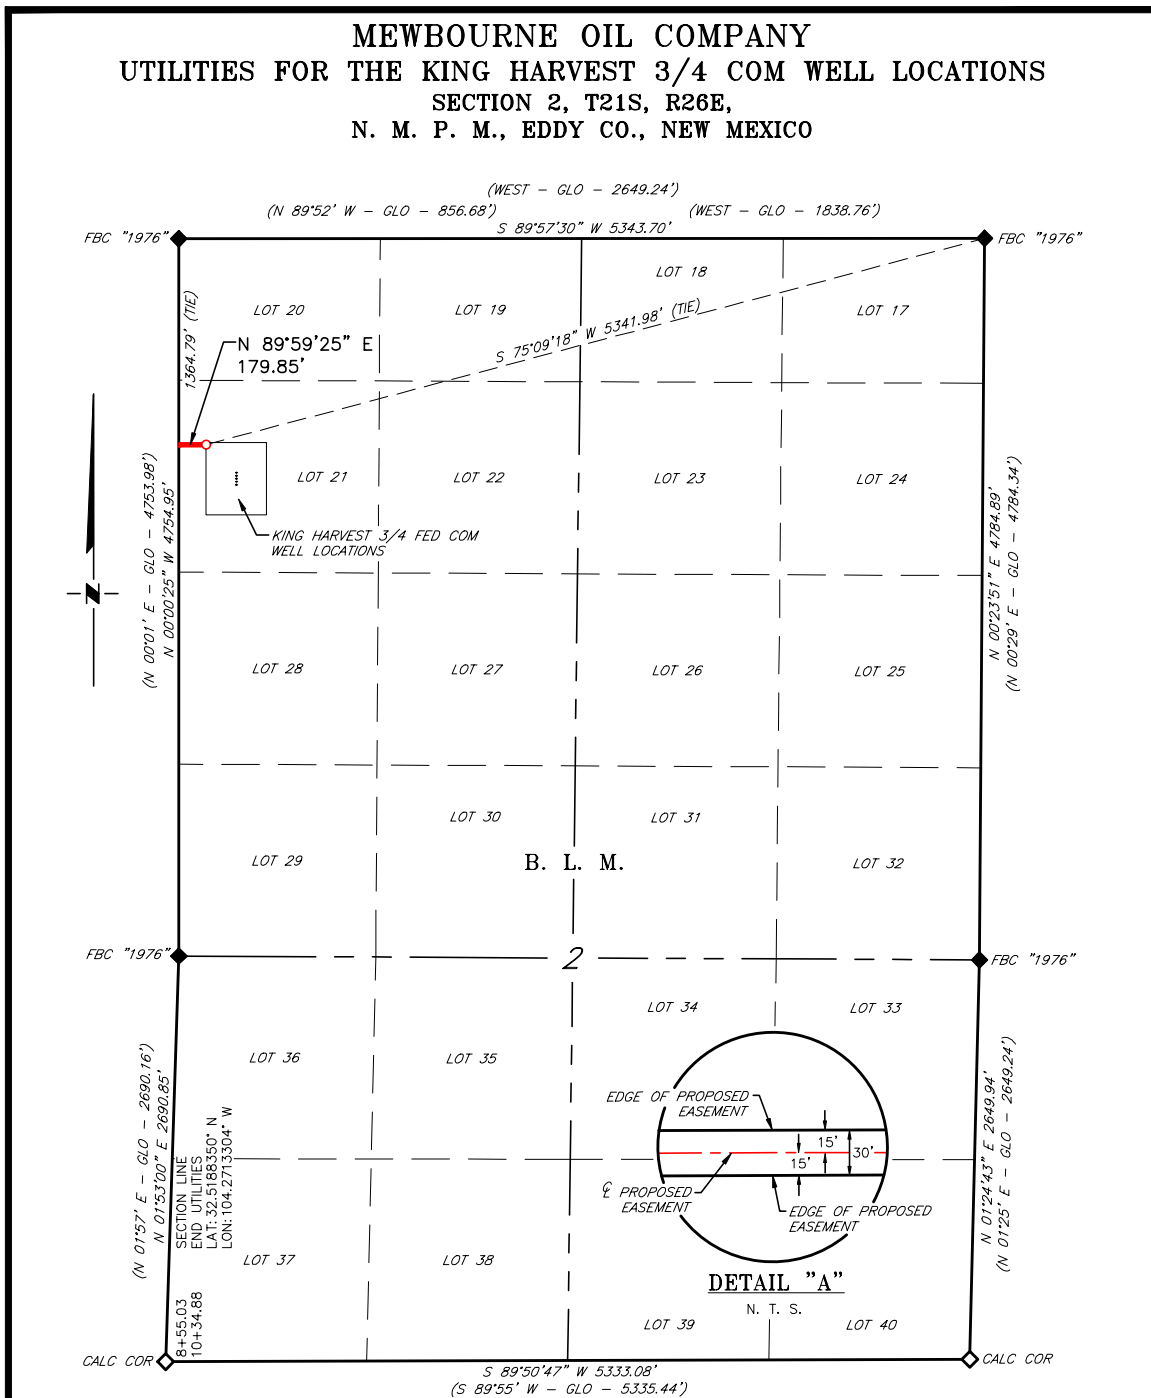 MEWBOURNE OIL COMPANY
UTILITIES FOR THE KING HARVEST 3/4 COM WELL LOCATIONS
SECTION 2, T21S, R26E,
N. M. P. M., EDDY CO., NEW MEXICO
(WEST - GLO - 2649.24')
(N 89°52' W - GLO - 856.68')
(WEST - GLO - 1838.76')
S 89°57'30" W 5343.70'
FBC "1976"
FBC "1976"
LOT 18
LOT 20
LOT 19
LOT 17
1364.79' (TIE)
S 75°09'18" W 5341.98' (TIE)
N 89°59'25" E
179.85'
LOT 21
LOT 22
LOT 23
LOT 24
KING HARVEST 3/4 FED COM
WELL LOCATIONS
(N 00°01' E - GLO - 4753.98')
N 00°00'25" W 4754.95'
N 00°23'51" E 4784.89'
(N 00°29' E - GLO - 4784.34')
N
LOT 28
LOT 27
LOT 26
LOT 25
LOT 30
LOT 31
LOT 29
B. L. M.
LOT 32
FBC "1976"
2
FBC "1976"
LOT 34
LOT 33
LOT 36
LOT 35
(N 01°57' E - GLO - 2690.16')
N 01°53'00" E 2690.85'
SECTION LINE
END UTILITIES
LAT: 32.5188350° N
LON: 104.2713304° W
EDGE OF PROPOSED
EASEMENT
15'
30'
15'
℄ PROPOSED
EASEMENT
EDGE OF PROPOSED
EASEMENT
N 01°24'43" E 2649.94'
(N 01°25' E - GLO - 2649.24')
LOT 37
LOT 38
DETAIL "A"
N. T. S.
8+55.03
10+34.88
LOT 39
LOT 40
CALC COR
CALC COR
S 89°50'47" W 5333.08'
(S 89°55' W - GLO - 5335.44')